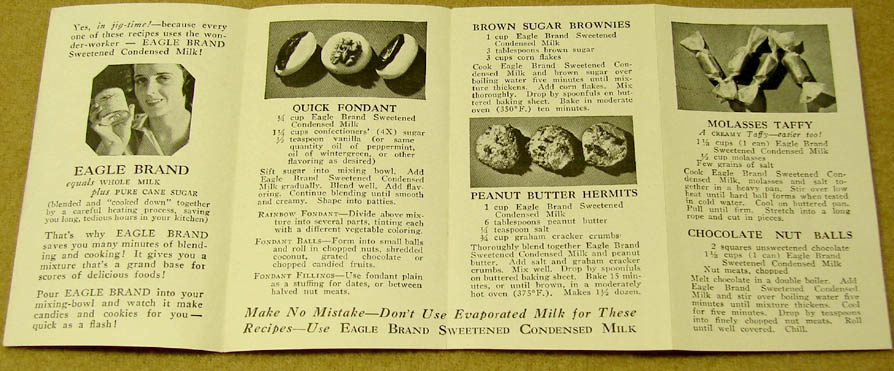 Yes, in jig-time!—because every
one of these recipes uses the won-
der-worker — EAGLE BRAND
Sweetened Condensed Milk!
EAGLE BRAND
equals WHOLE MILK
plus PURE CANE SUGAR
(blended and "cooked down" together
by a careful heating process, saving
you long, tedious hours in your kitchen)
That's why EAGLE BRAND
saves you many minutes of blend-
ing and cooking! It gives you a
mixture that's a grand base for
scores of delicious foods!
Pour EAGLE BRAND into your
mixing-bowl and watch it make
candies and cookies for you—
quick as a flash!
QUICK FONDANT
cup Eagle Brand Sweetened
Condensed Milk
cups confectioners' (4X) sugar
teaspoon vanilla (or same
quantity oil of peppermint,
oil of wintergreen, or other
flavoring as desired)
Sift sugar into mixing bowl. Add
Eagle Brand Sweetened Condensed
Milk gradually. Blend well. Add fla-
voring. Continue blending until smooth
and creamy. Shape into patties.
RAINBOW FONDANT—Divide above mix-
ture into several parts, tinting each
with a different vegetable coloring.
FONDANT BALLS—Form into small balls
and roll in chopped nuts, shredded
coconut, grated chocolate or
chopped candied fruits.
FONDANT FILLINGS—Use fondant plain
as a stuffing for dates, or between
halved nut meats.
BROWN SUGAR BROWNIES
1 cup Eagle Brand Sweetened
Condensed Milk
3 tablespoons brown sugar
3 cups corn flakes
Cook Eagle Brand Sweetened Con-
densed Milk and brown sugar over
boiling water five minutes until mix-
ture thickens. Add corn flakes. Mix
thoroughly. Drop by spoonfuls on but-
tered baking sheet. Bake in moderate
oven (350°F.) ten minutes.
PEANUT BUTTER HERMITS
1 cup Eagle Brand Sweetened
Condensed Milk
6 tablespoons peanut butter
¼ teaspoon salt
¾ cup graham cracker crumbs
Thoroughly blend together Eagle Brand
Sweetened Condensed Milk and peanut
butter. Add salt and graham cracker
crumbs. Mix well. Drop by spoonfuls
on buttered baking sheet. Bake 15 min-
utes, or until brown, in a moderately
hot oven (375°F.). Makes 1½ dozen.
Make No Mistake—Don't Use Evaporated Milk for These
Recipes—Use EAGLE BRAND SWEETENED CONDENSED MILK
MOLASSES TAFFY
A CREAMY Taffy—easier too!
1⅓ cups (1 can) Eagle Brand
Sweetened Condensed Milk
½ cup molasses
Few grains of salt
Cook Eagle Brand Sweetened Con-
densed Milk, molasses and salt to-
gether in a heavy pan. Stir over low
heat until hard ball forms when tested
in cold water. Cool on buttered pan.
Pull until firm. Stretch into a long
rope and cut in pieces.
CHOCOLATE NUT BALLS
2 squares unsweetened chocolate
1⅓ cups (1 can) Eagle Brand
Sweetened Condensed Milk
Nut meats, chopped
Melt chocolate in a double boiler. Add
Eagle Brand Sweetened Condensed
Milk and stir over boiling water five
minutes until mixture thickens. Cool
for five minutes. Drop by teaspoons
into finely chopped nut meats. Roll
until well covered. Chill.